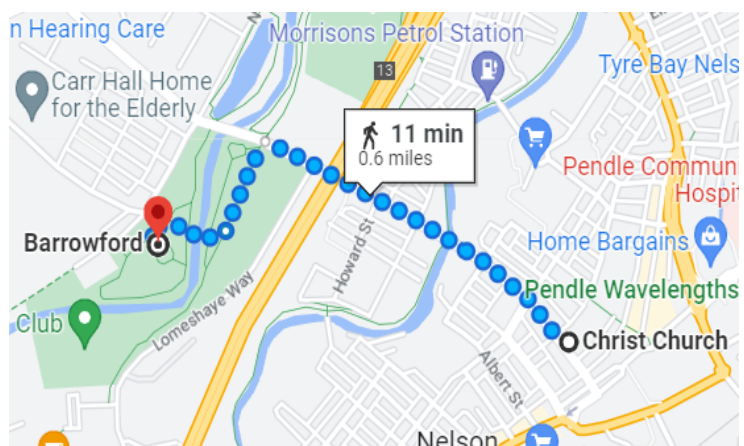 n Hearing Care
Morrisons Petrol Station
13
Tyre Bay Nels
Carr Hall Home
for the Elderly
11 min
0.6 miles
Pendle Commun
Hospit
Barrowford
Howard St
Home Bargains
Pendle Wavelengths
Club
Lomeshaye Way
Christ Church
Albert St
Nelson